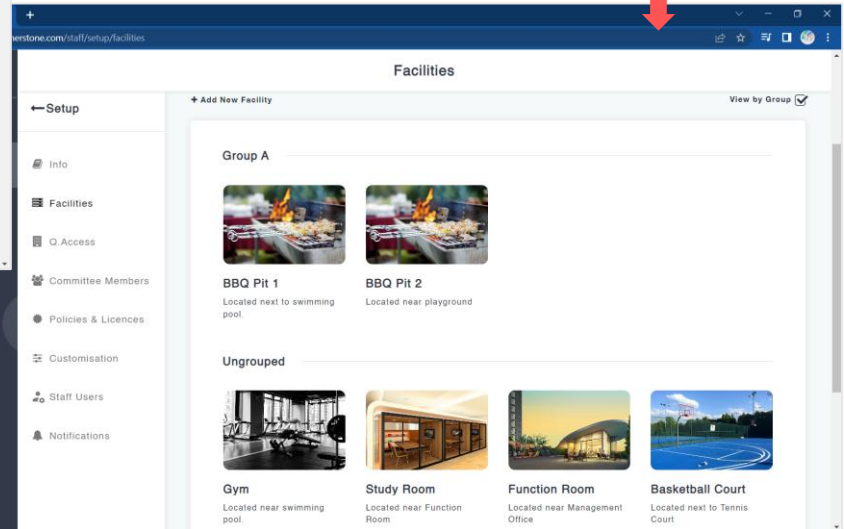 nerstone.com/staff/setup/facilities
Facilities
←Setup
+ Add New Facility
View by Group
Info
Facilities
Q.Access
Committee Members
Policies & Licences
Customisation
Staff Users
Notifications
Group A
BBQ Pit 1
Located next to swimming
pool.
BBQ Pit 2
Located near playground
Ungrouped
Gym
Located near swimming
pool.
Study Room
Located near Function
Room
Function Room
Located near Management
Office
Basketball Court
Located next to Tennis
Court